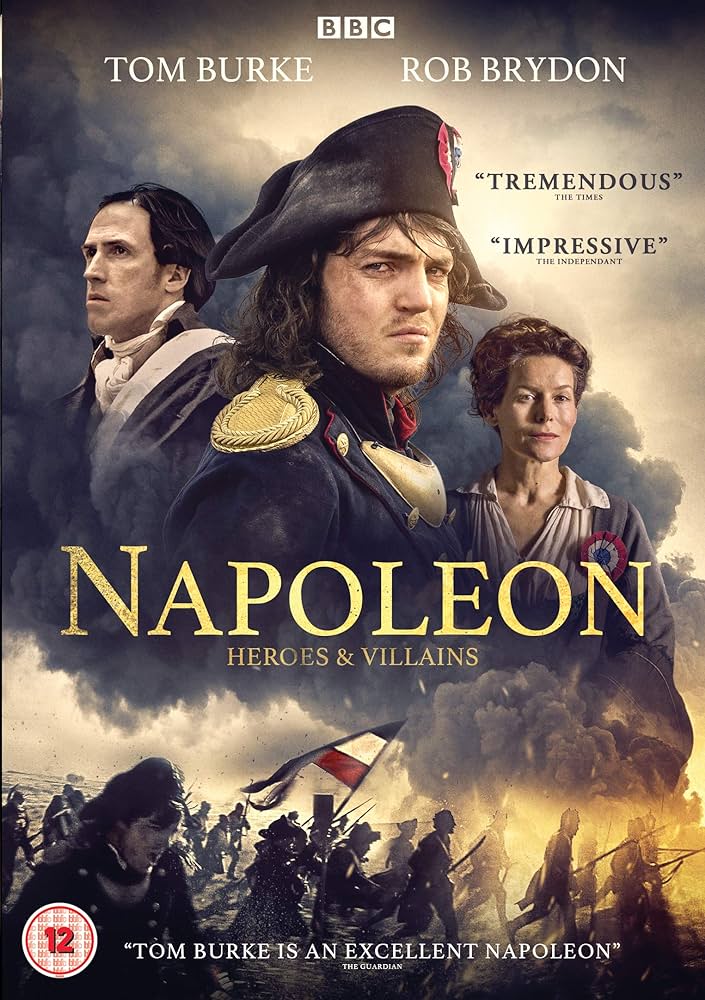 BBC
TOM BURKE ROB BRYDON
“TREMENDOUS”
THE TIMES
“IMPRESSIVE”
THE INDEPENDANT
NAPOLEON
HEROES & VILLAINS
12
“TOM BURKE IS AN EXCELLENT NAPOLEON”
THE GUARDIAN